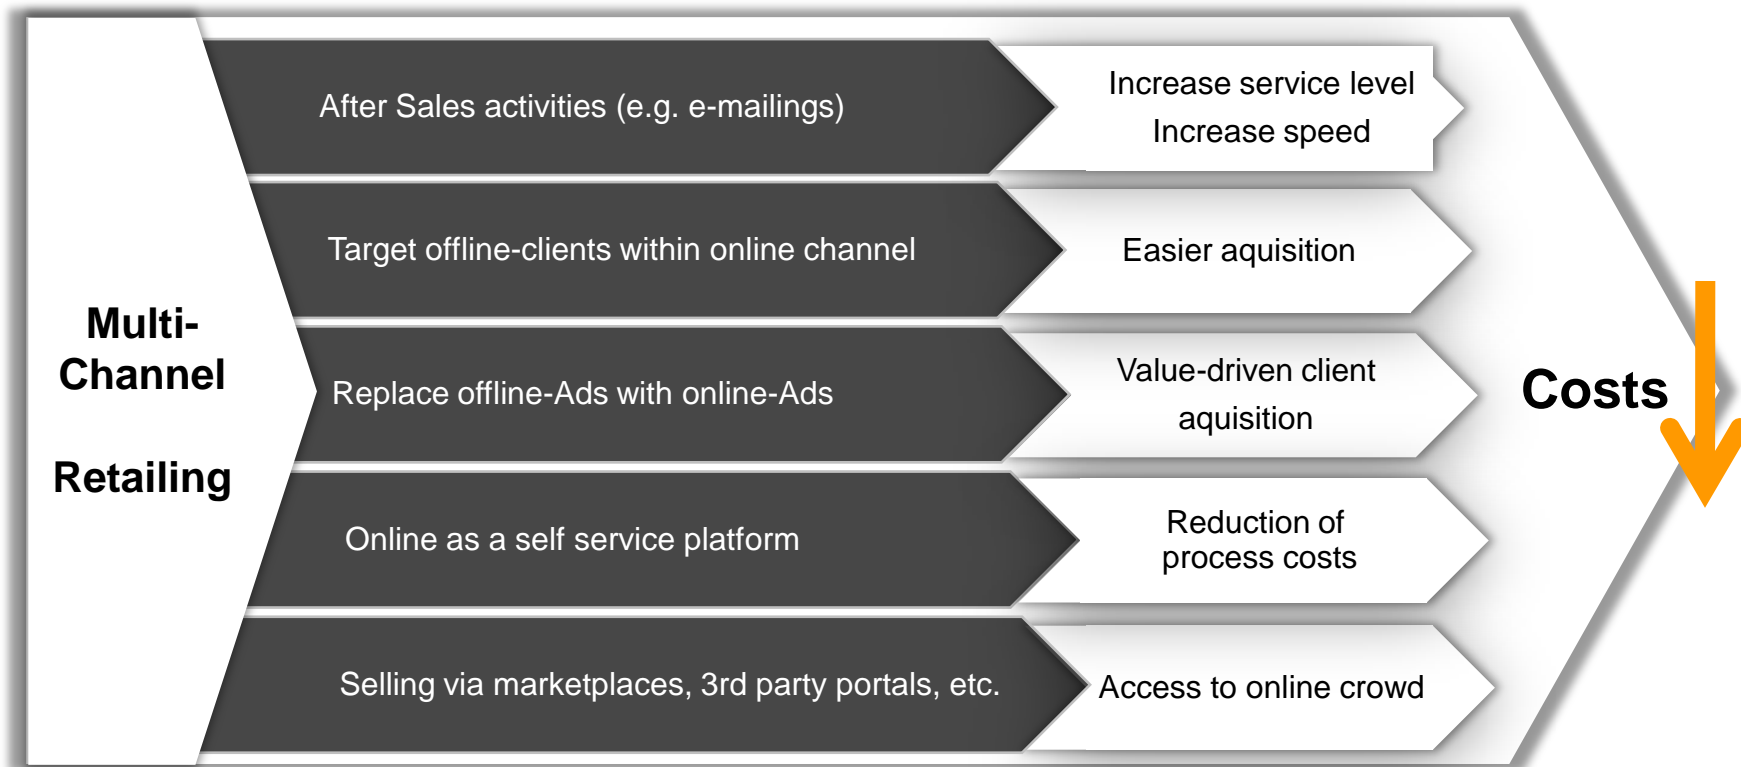 Multi-
Channel
Retailing
After Sales activities (e.g. e-mailings)
Increase service level
Increase speed
Target offline-clients within online channel
Easier aquisition
Replace offline-Ads with online-Ads
Value-driven client
aquisition
Online as a self service platform
Reduction of
process costs
Selling via marketplaces, 3rd party portals, etc.
Access to online crowd
Costs